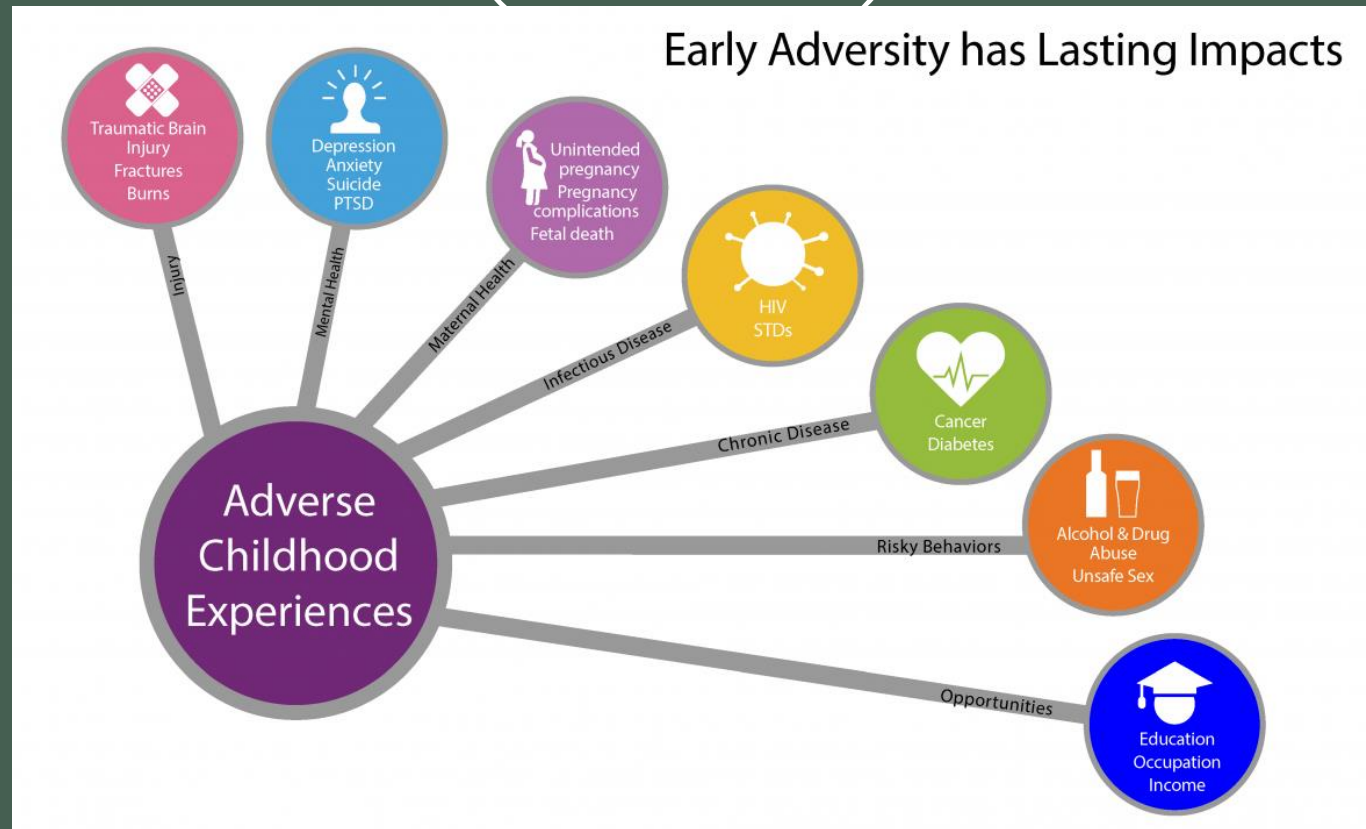 Early Adversity has Lasting Impacts
Traumatic Brain
Injury
Fractures
Burns
Depression
Anxiety
Suicide
PTSD
Unintended
pregnancy
Pregnancy
complications
Fetal death
HIV
STDs
Cancer
Diabetes
Alcohol & Drug
Abuse
Unsafe Sex
Education
Occupation
Income
Injury
Mental Health
Maternal Health
Infectious Disease
Chronic Disease
Risky Behaviors
Opportunities
Adverse
Childhood
Experiences